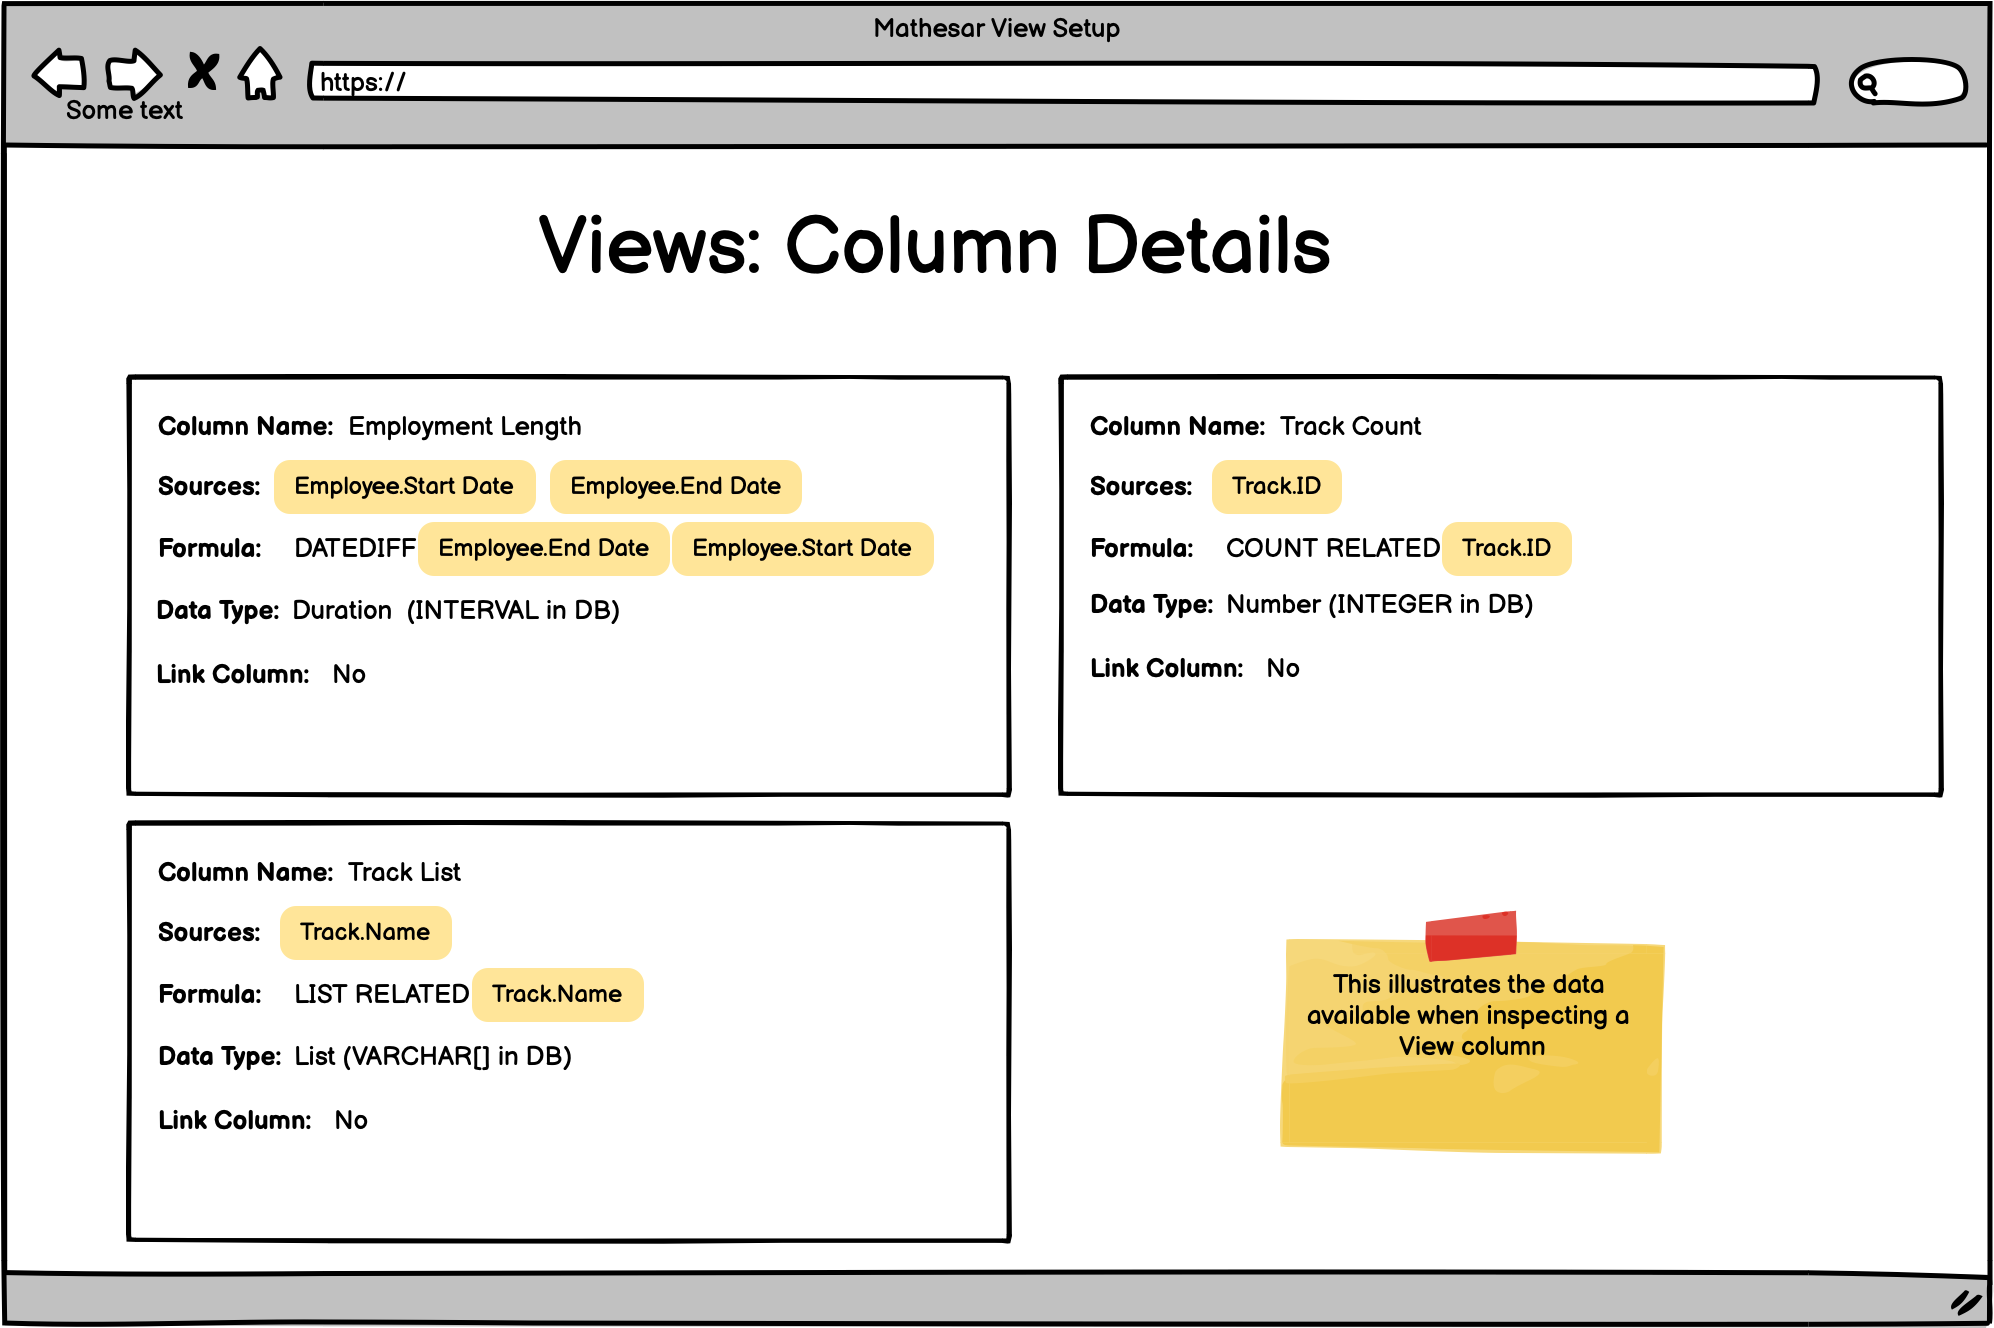 Mathesar View Setup
https://
Some text
Views: Column Details
Column Name: Employment Length
Sources: Employee.Start Date Employee.End Date
Formula: DATEDIFF Employee.End Date Employee.Start Date
Data Type: Duration (INTERVAL in DB)
Link Column: No
Column Name: Track Count
Sources: Track.ID
Formula: COUNT RELATED Track.ID
Data Type: Number (INTEGER in DB)
Link Column: No
Column Name: Track List
Sources: Track.Name
Formula: LIST RELATED Track.Name
Data Type: List (VARCHAR[] in DB)
Link Column: No
This illustrates the data
available when inspecting a
View column